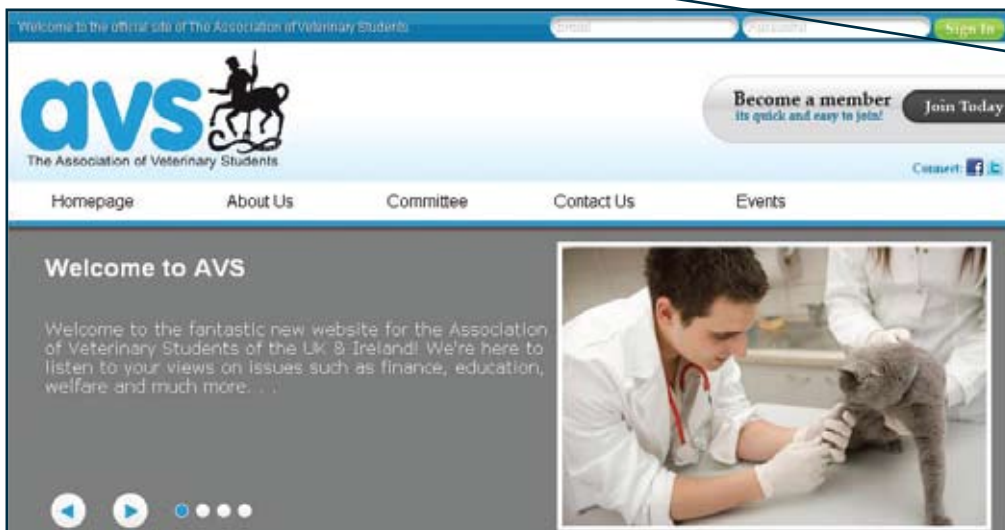 Welcome to the official site of The Association of Veterinary Students
Email
Password
Sign In
avs
The Association of Veterinary Students
Become a member
its quick and easy to join!
Join Today
Connect:
Homepage
About Us
Committee
Contact Us
Events
Welcome to AVS
Welcome to the fantastic new website for the Association
of Veterinary Students of the UK & Ireland! We're here to
listen to your views on issues such as finance, education,
welfare and much more. . .